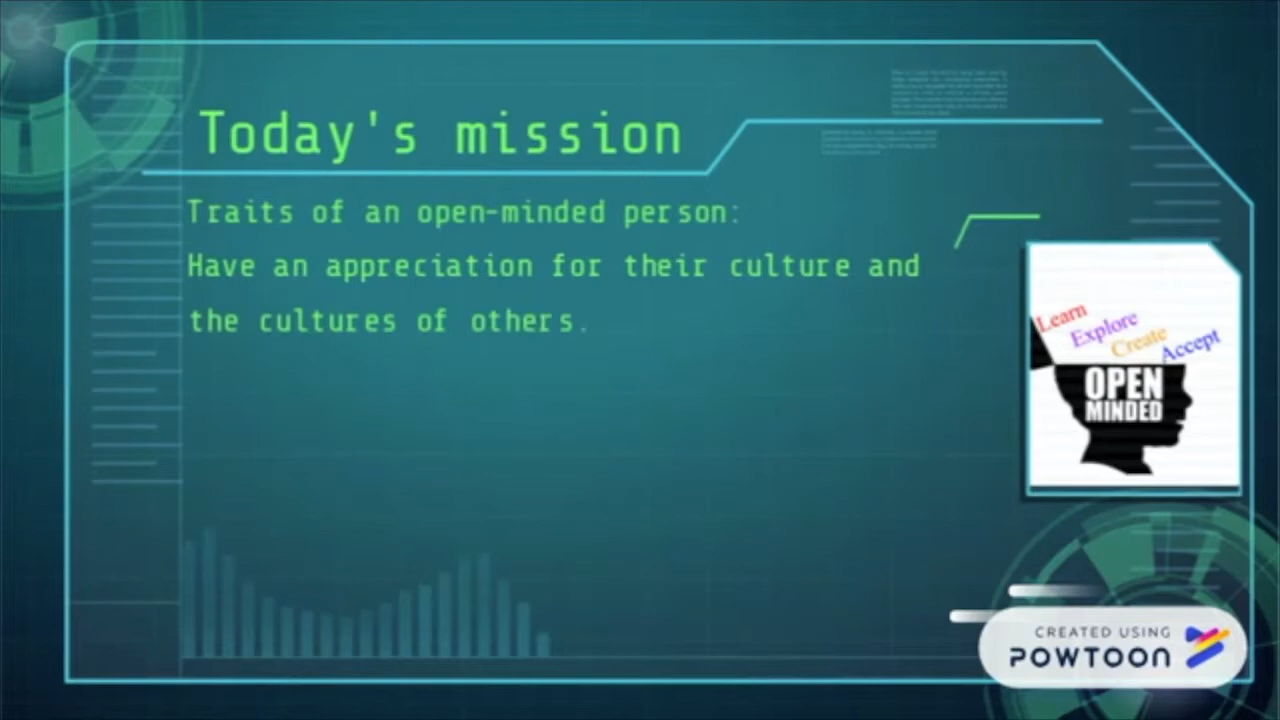 Today's mission
Traits of an open-minded person:
Have an appreciation for their culture and
the cultures of others.
Learn
Explore
Create
Accept
OPEN
MINDED
CREATED USING
POWTOON